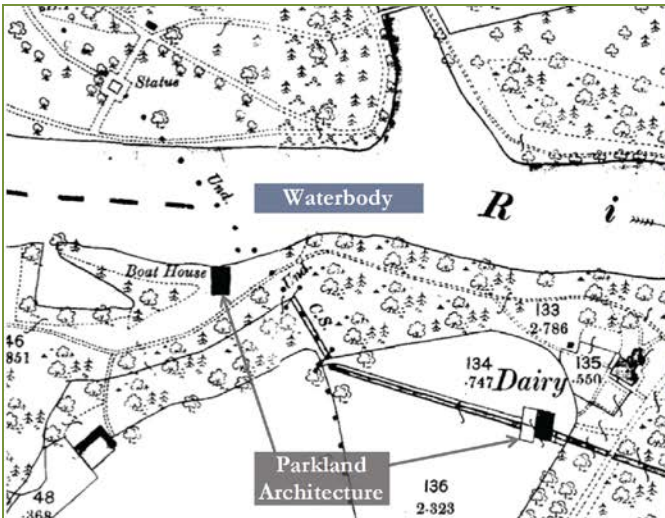 Status
Und.
Waterbody
R i
Boat House
Und.
C.S.
133
2·786
46
·851
134
·747
Dairy
135
·550
Parkland
Architecture
48
·368
136
2·323